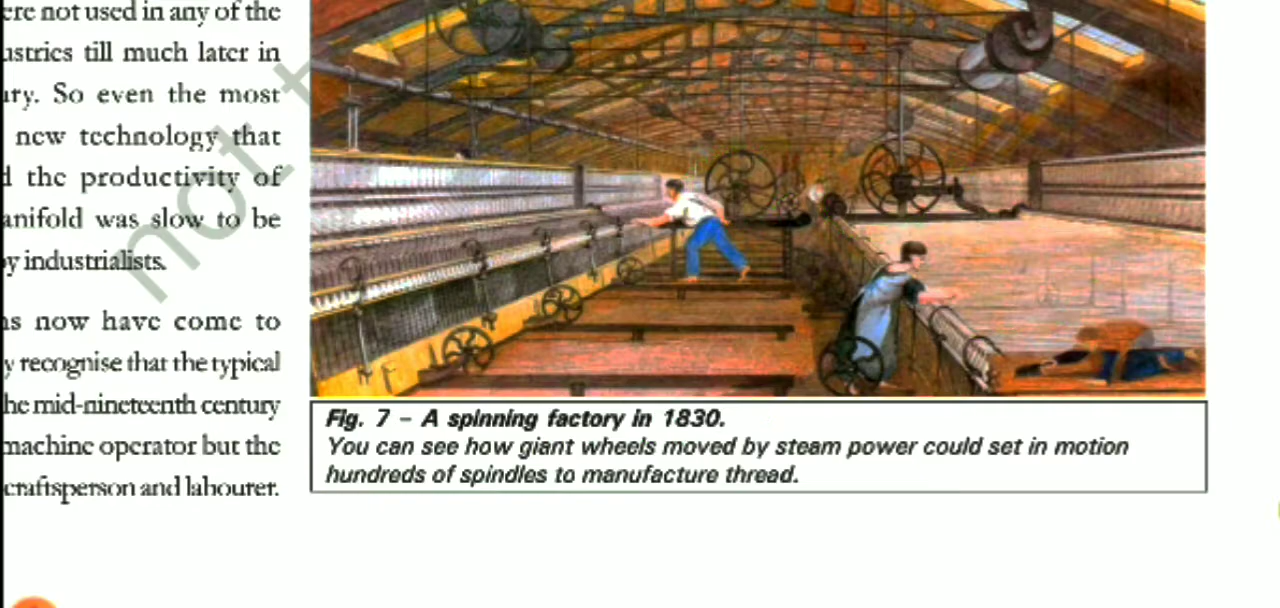 ere not used in any of the
ustries till much later in
ury. So even the most
new technology that
d the productivity of
anifold was slow to be
y industrialists.
ns now have come to
y recognise that the typical
he mid-nineteenth century
machine operator but the
craftsperson and labourer.
not t
Fig. 7 – A spinning factory in 1830.
You can see how giant wheels moved by steam power could set in motion
hundreds of spindles to manufacture thread.